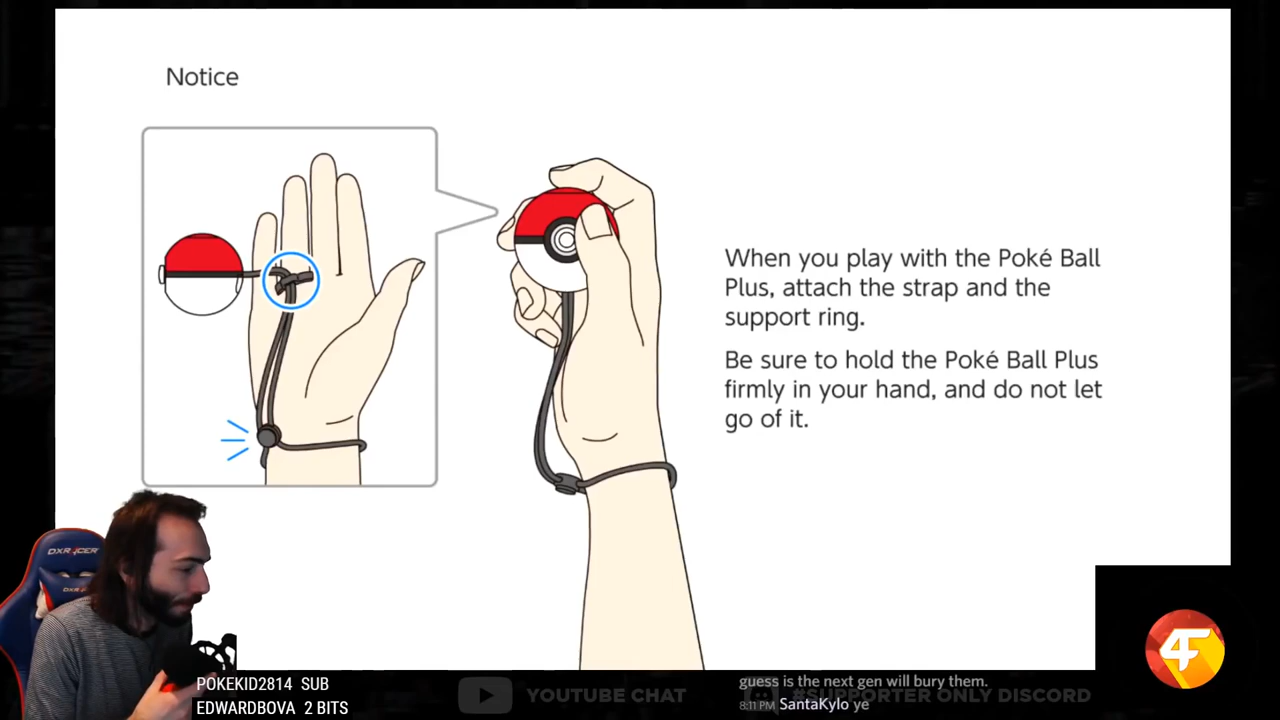 Notice
When you play with the Poké Ball
Plus, attach the strap and the
support ring.
Be sure to hold the Poké Ball Plus
firmly in your hand, and do not let
go of it.
DXRACER
DXR
4F
POKEKID2814 SUB
EDWARDBOVA 2 BITS
YOUTUBE CHAT
guess is the next gen will bury them.
#SUPPORTER ONLY DISCORD
8:11 PM SantaKylo ye